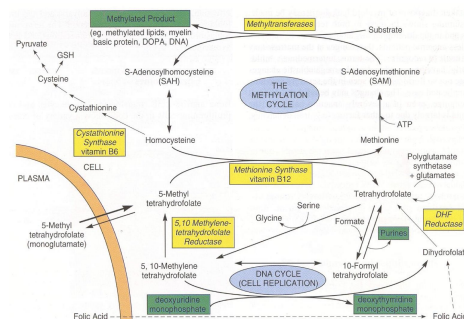 Methylated Product
(eg. methylated lipids, myelin
basic protein, DOPA, DNA)
Methyltransferases
Substrate
Pyruvate
GSH
Cysteine
Cystathionine
S-Adenosylhomocysteine
(SAH)
THE
METHYLATION
CYCLE
S-Adenosylmethionine
(SAM)
ATP
Cystathionine
Synthase
vitamin B6
Homocysteine
Methionine
Methionine Synthase
vitamin B12
Polyglutamate
synthetase
+ glutamates
PLASMA
CELL
5-Methyl
tetrahydrofolate
Tetrahydrofolate
5-Methyl
tetrahydrofolate
(monoglutamate)
5,10 Methylene-
tetrahydrofolate
Reductase
Serine
Glycine
Formate
Purines
DHF
Reductase
5, 10-Methylene
tetrahydrofolate
DNA CYCLE
(CELL REPLICATION)
10-Formyl
tetrahydrofolate
Dihydrofolat
deoxyuridine
monophosphate
deoxythymidine
monophosphate
Folic Acid
Folic Acid